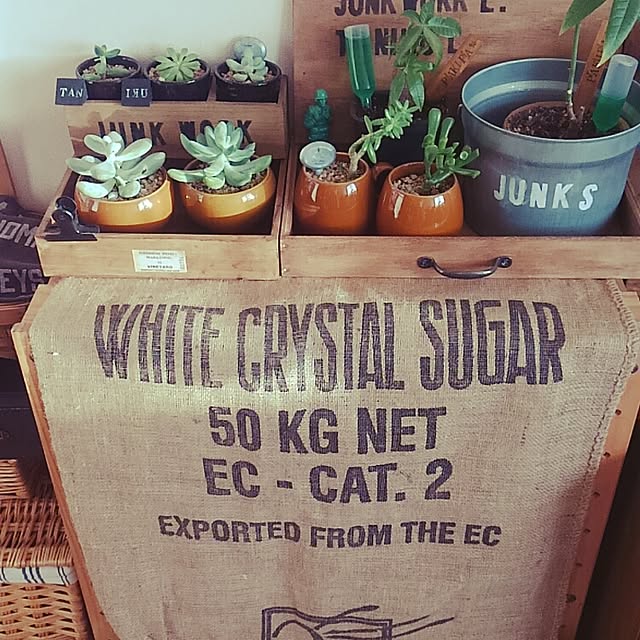 JUNK WORK
TAN
JUNK WORK
JUNKS
VINEYARD
WHITE CRYSTAL SUGAR
50 KG NET
EC - CAT. 2
EXPORTED FROM THE EC